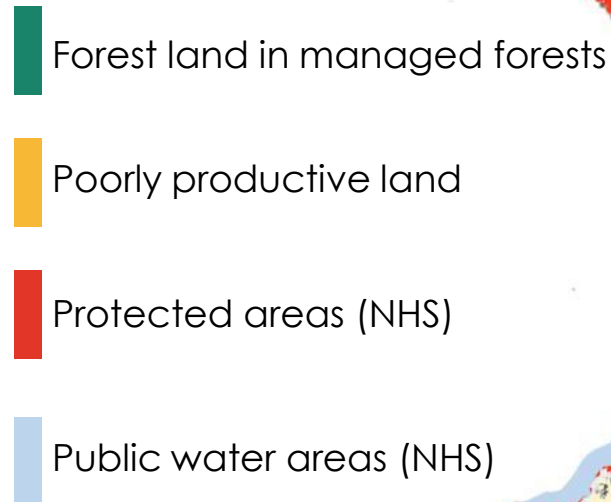 Forest land in managed forests
Poorly productive land
Protected areas (NHS)
Public water areas (NHS)